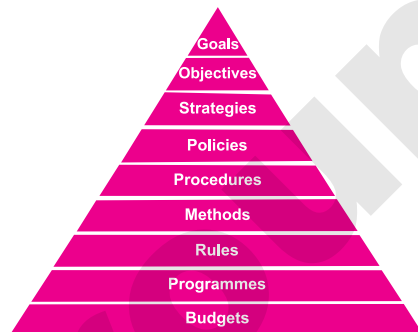 Goals
Objectives
Strategies
Policies
Procedures
Methods
Rules
Programmes
Budgets